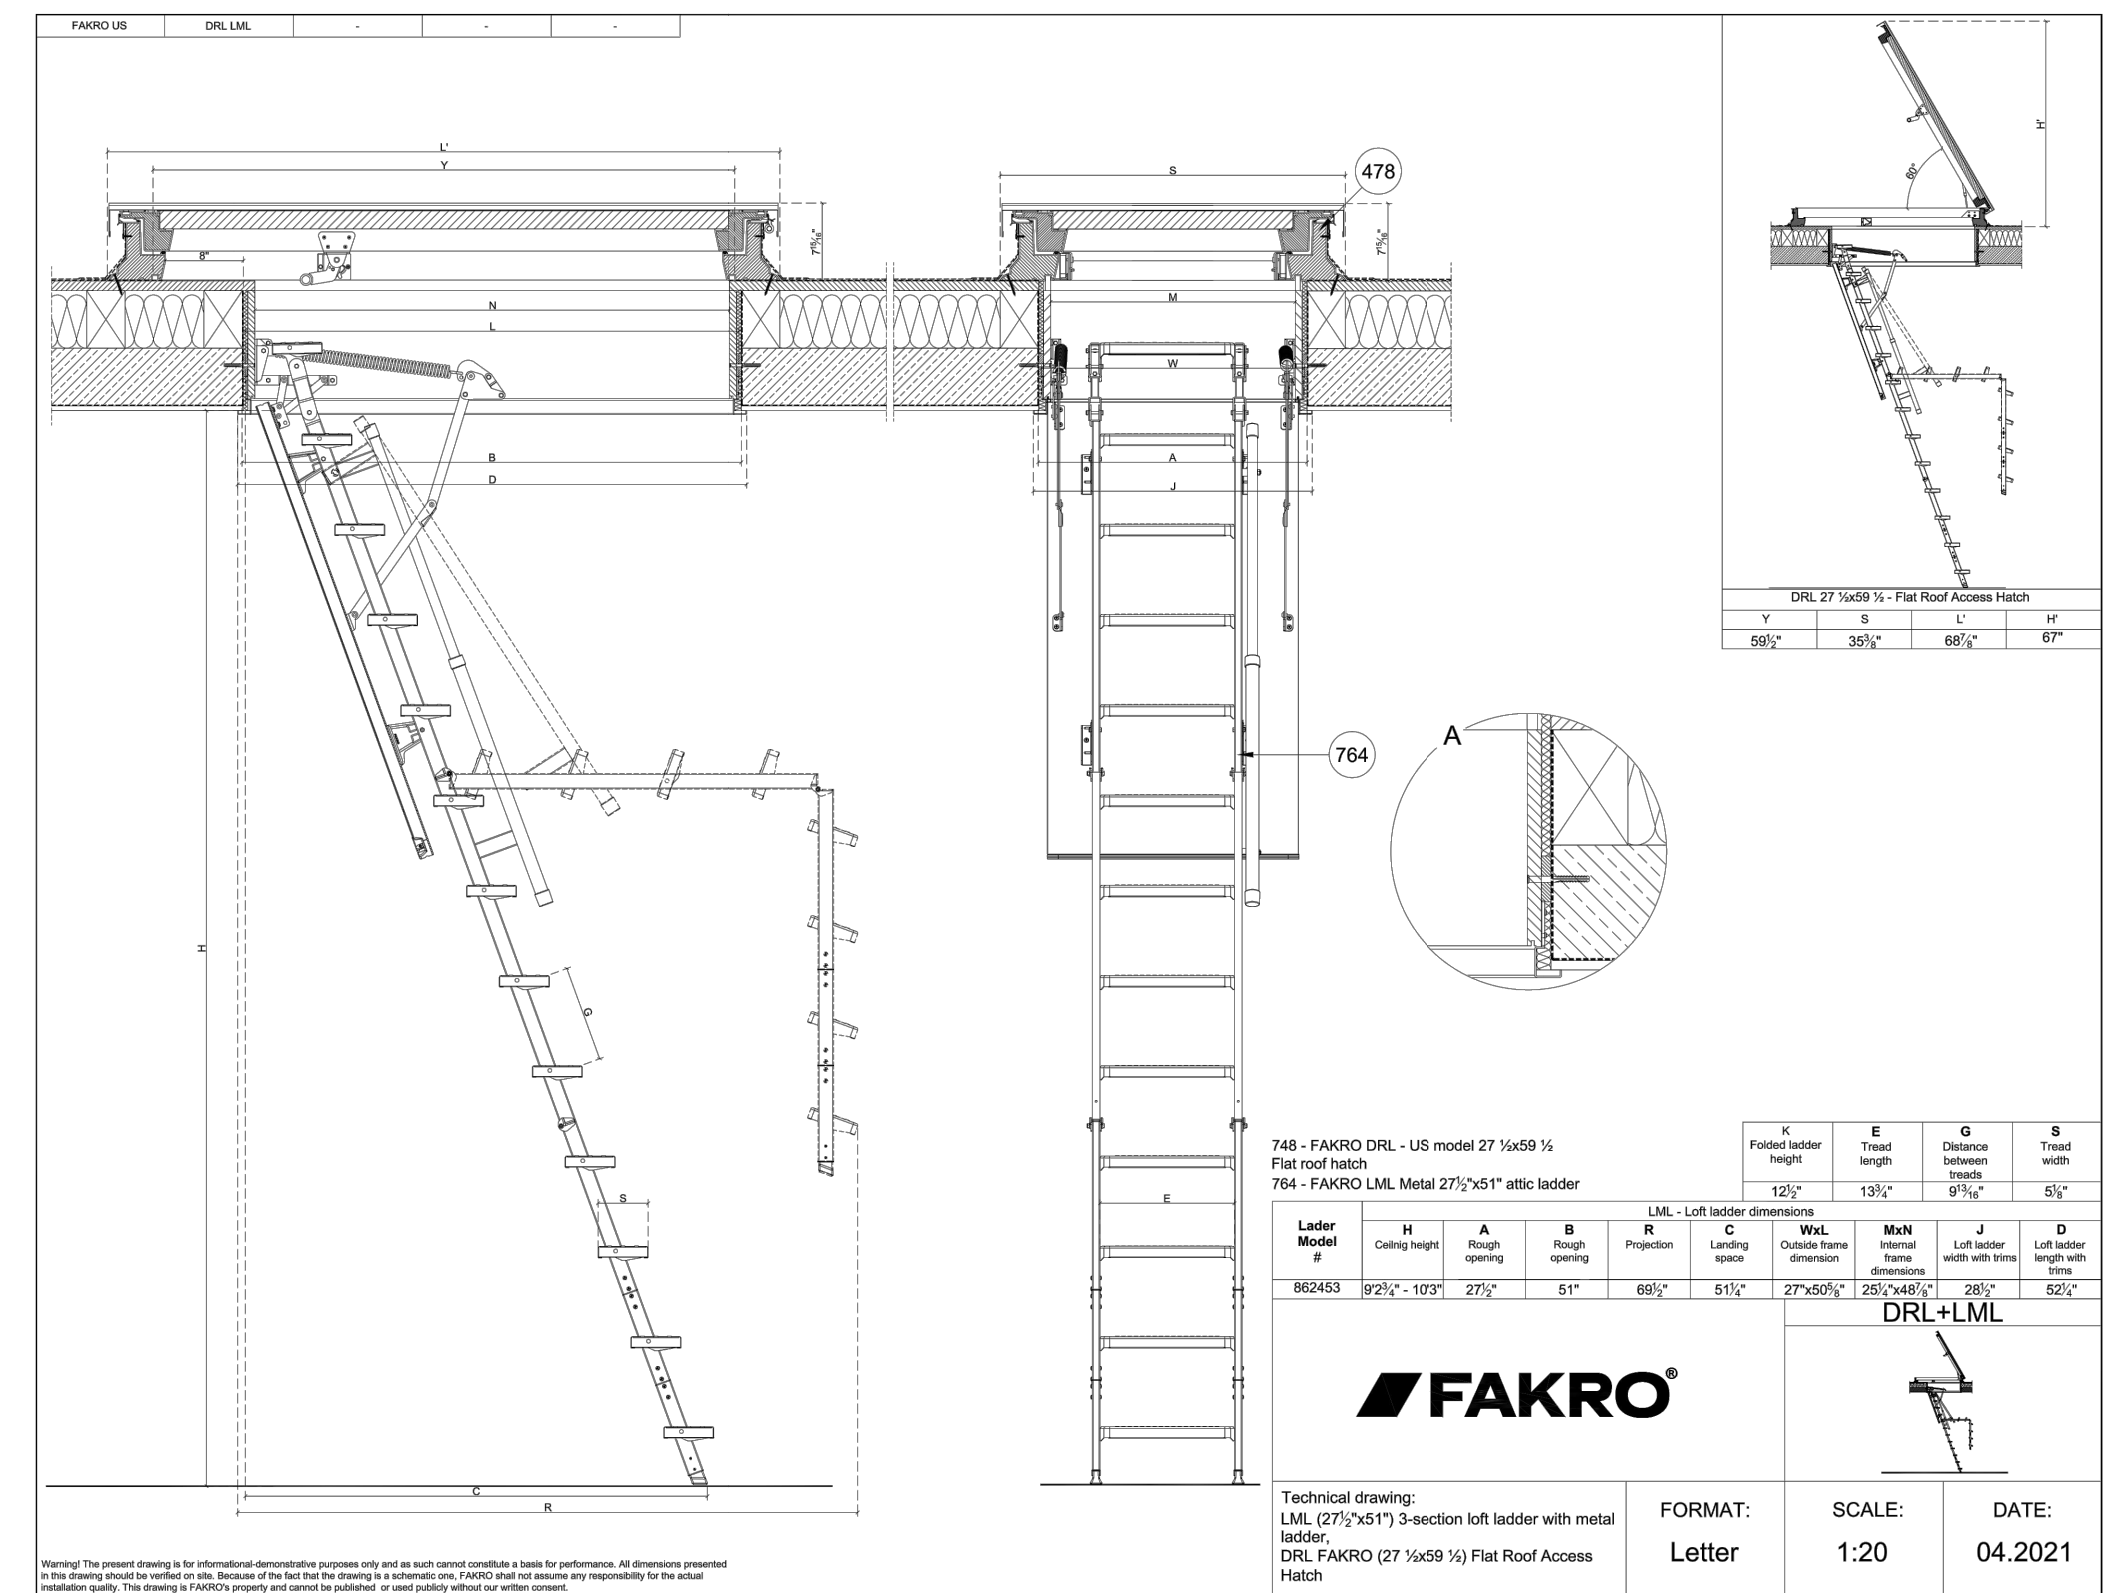 FAKRO US DRL LML - - -
L'
Y
S
478
H'
60°
7 15/16"
7 15/16"
8"
N
L
M
W
B
D
A
J
764
H
G
S
E
C
R
A
DRL 27 ½x59 ½ - Flat Roof Access Hatch
Y S L' H'
59½" 35⅜" 68⅞" 67"
748 - FAKRO DRL - US model 27 ½x59 ½
Flat roof hatch
764 - FAKRO LML Metal 27½"x51" attic ladder
K E G S
Folded ladder height Tread length Distance between treads Tread width
12½" 13¾" 9 13/16" 5⅛"
LML - Loft ladder dimensions
Lader Model # H A B R C WxL MxN J D
Ceilnig height Rough opening Rough opening Projection Landing space Outside frame dimension Internal frame dimensions Loft ladder width with trims Loft ladder length with trims
862453 9'2¾" - 10'3" 27½" 51" 69½" 51¼" 27"x50⅝" 25¼"x48⅞" 28½" 52¼"
DRL+LML
FAKRO®
Technical drawing:
LML (27½"x51") 3-section loft ladder with metal
ladder,
DRL FAKRO (27 ½x59 ½) Flat Roof Access
Hatch
FORMAT:
Letter
SCALE:
1:20
DATE:
04.2021
Warning! The present drawing is for informational-demonstrative purposes only and as such cannot constitute a basis for performance. All dimensions presented
in this drawing should be verified on site. Because of the fact that the drawing is a schematic one, FAKRO shall not assume any responsibility for the actual
installation quality. This drawing is FAKRO's property and cannot be published or used publicly without our written consent.